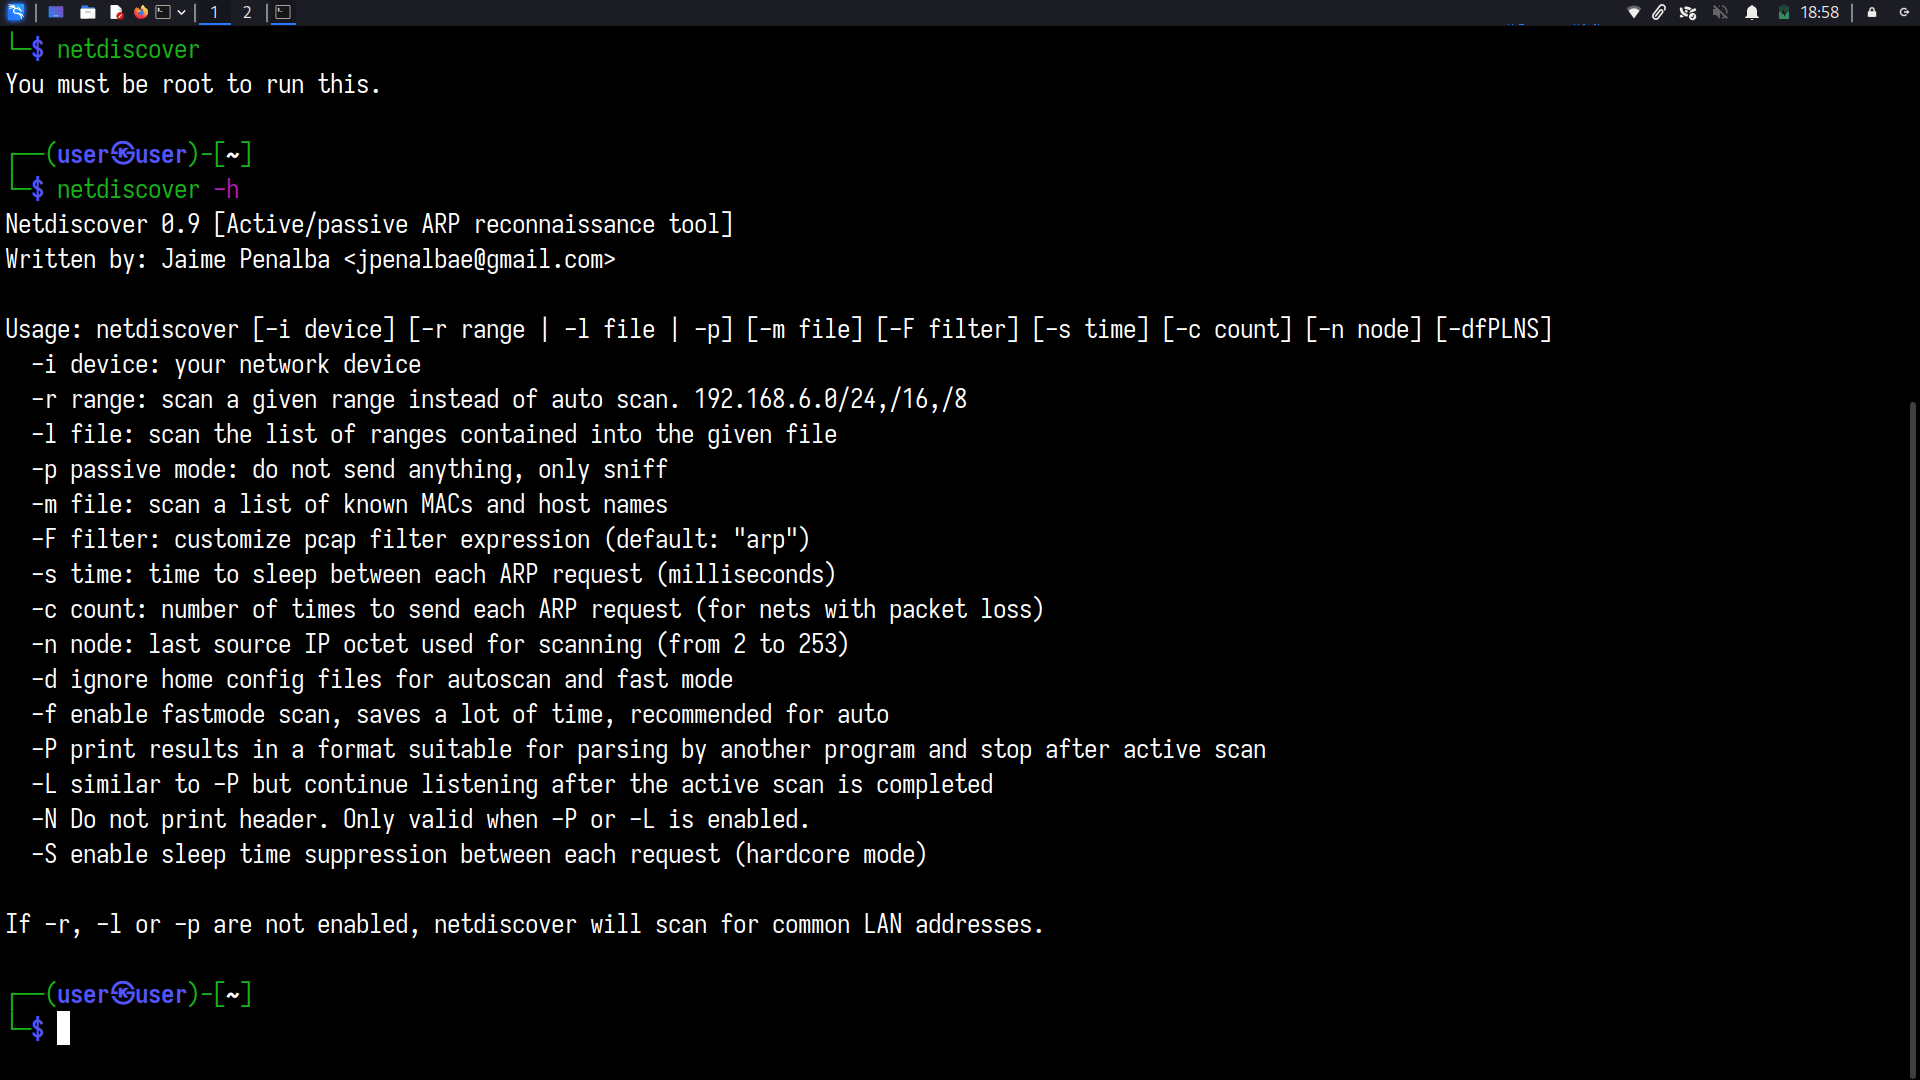 1 2 18:58
└─$ netdiscover
You must be root to run this.
┌──(user㉿user)-[~]
└─$ netdiscover -h
Netdiscover 0.9 [Active/passive ARP reconnaissance tool]
Written by: Jaime Penalba <jpenalbae@gmail.com>
Usage: netdiscover [-i device] [-r range | -l file | -p] [-m file] [-F filter] [-s time] [-c count] [-n node] [-dfPLNS]
  -i device: your network device
  -r range: scan a given range instead of auto scan. 192.168.6.0/24,/16,/8
  -l file: scan the list of ranges contained into the given file
  -p passive mode: do not send anything, only sniff
  -m file: scan a list of known MACs and host names
  -F filter: customize pcap filter expression (default: "arp")
  -s time: time to sleep between each ARP request (milliseconds)
  -c count: number of times to send each ARP request (for nets with packet loss)
  -n node: last source IP octet used for scanning (from 2 to 253)
  -d ignore home config files for autoscan and fast mode
  -f enable fastmode scan, saves a lot of time, recommended for auto
  -P print results in a format suitable for parsing by another program and stop after active scan
  -L similar to -P but continue listening after the active scan is completed
  -N Do not print header. Only valid when -P or -L is enabled.
  -S enable sleep time suppression between each request (hardcore mode)
If -r, -l or -p are not enabled, netdiscover will scan for common LAN addresses.
┌──(user㉿user)-[~]
└─$